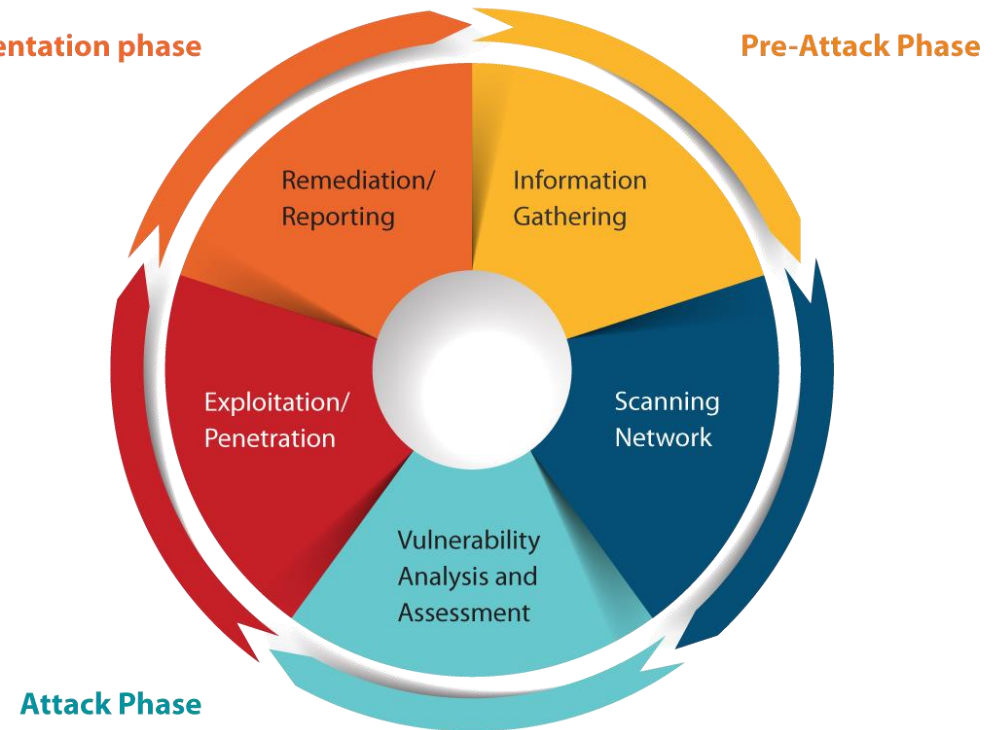 entation phase
Pre-Attack Phase
Remediation/
Reporting
Information
Gathering
Exploitation/
Penetration
Scanning
Network
Vulnerability
Analysis and
Assessment
Attack Phase